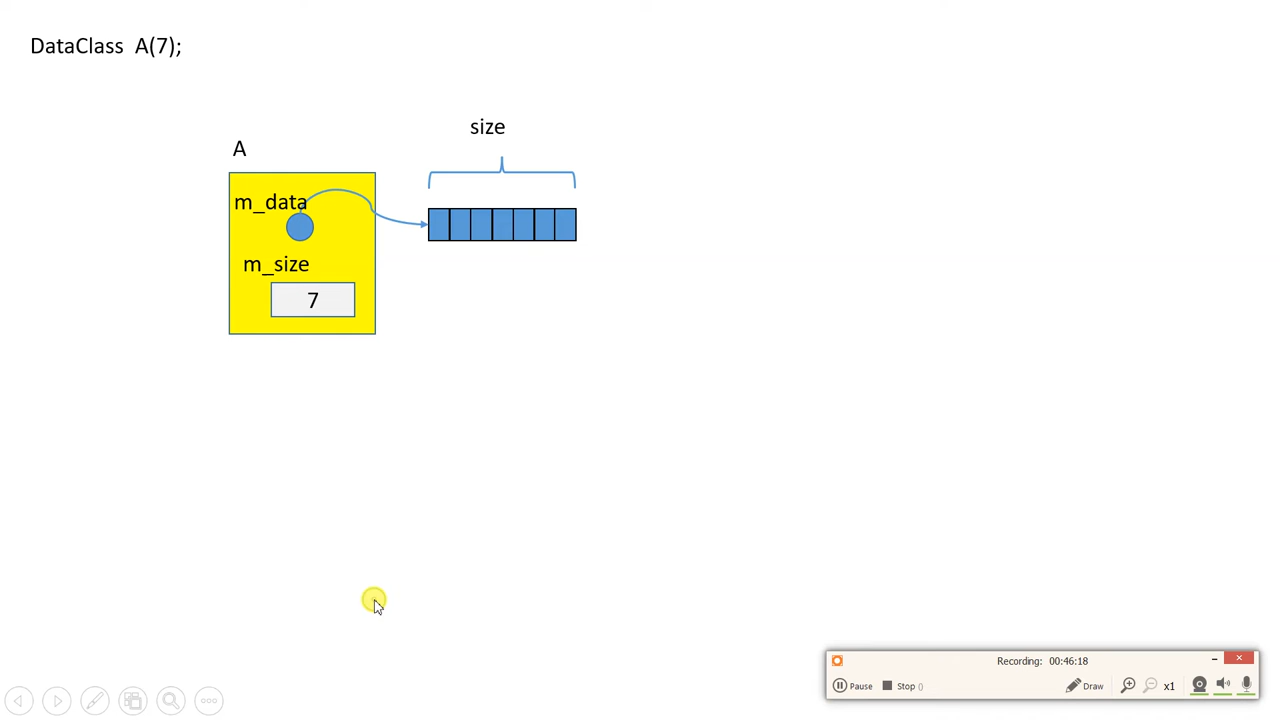 DataClass A(7);
size
A
m_data
m_size
7
Recording: 00:46:18
Pause Stop () Draw x1